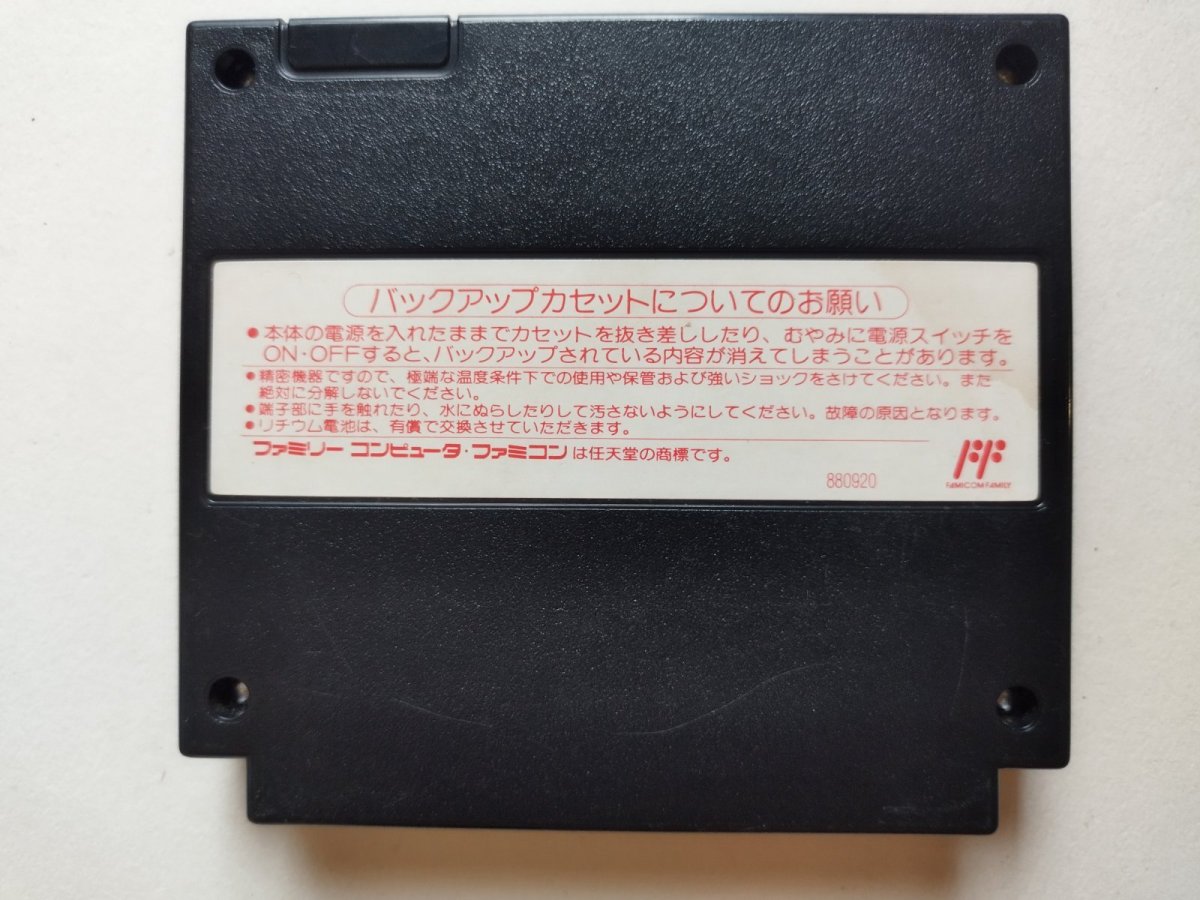 バックアップカセットについてのお願い
●本体の電源を入れたままでカセットを抜き差ししたり、むやみに電源スイッチを
ON・OFFすると、バックアップされている内容が消えてしまうことがあります。
●精密機器ですので、極端な温度条件下での使用や保管および強いショックをさけてください。また
絶対に分解しないでください。
●端子部に手を触れたり、水にぬらしたりして汚さないようにしてください。故障の原因となります。
●リチウム電池は、有償で交換させていただきます。
ファミリーコンピュータ・ファミコンは任天堂の商標です。
880920
FAMICOM FAMILY